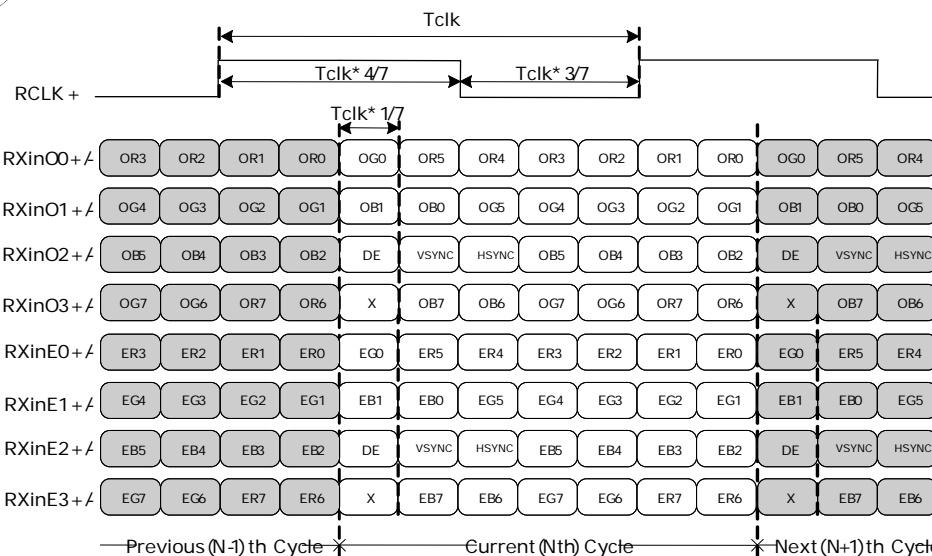 Tclk
Tclk* 4/7 Tclk* 3/7
RCLK +
Tclk* 1/7
RXinO0+/- OR3 OR2 OR1 OR0 OG0 OR5 OR4 OR3 OR2 OR1 OR0 OG0 OR5 OR4
RXinO1+/- OG4 OG3 OG2 OG1 OB1 OB0 OG5 OG4 OG3 OG2 OG1 OB1 OB0 OG5
RXinO2+/- OB5 OB4 OB3 OB2 DE VSYNC HSYNC OB5 OB4 OB3 OB2 DE VSYNC HSYNC
RXinO3+/- OG7 OG6 OR7 OR6 X OB7 OB6 OG7 OG6 OR7 OR6 X OB7 OB6
RXinE0+/- ER3 ER2 ER1 ER0 EG0 ER5 ER4 ER3 ER2 ER1 ER0 EG0 ER5 ER4
RXinE1+/- EG4 EG3 EG2 EG1 EB1 EB0 EG5 EG4 EG3 EG2 EG1 EB1 EB0 EG5
RXinE2+/- EB5 EB4 EB3 EB2 DE VSYNC HSYNC EB5 EB4 EB3 EB2 DE VSYNC HSYNC
RXinE3+/- EG7 EG6 ER7 ER6 X EB7 EB6 EG7 EG6 ER7 ER6 X EB7 EB6
Previous (N-1) th Cycle Current (Nth) Cycle Next (N+1) th Cycle